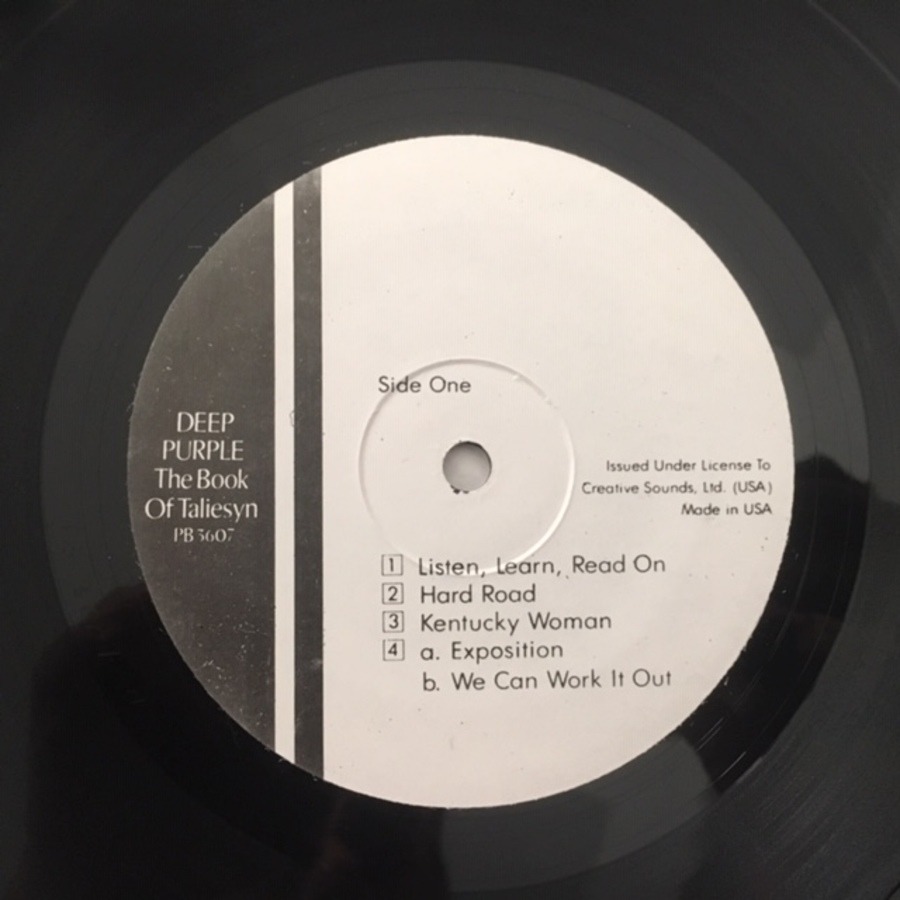 DEEP
PURPLE
The Book
Of Taliesyn
PB 3607
Side One
Issued Under License To
Creative Sounds, Ltd. (USA)
Made in USA
1 Listen, Learn, Read On
2 Hard Road
3 Kentucky Woman
4 a. Exposition
b. We Can Work It Out